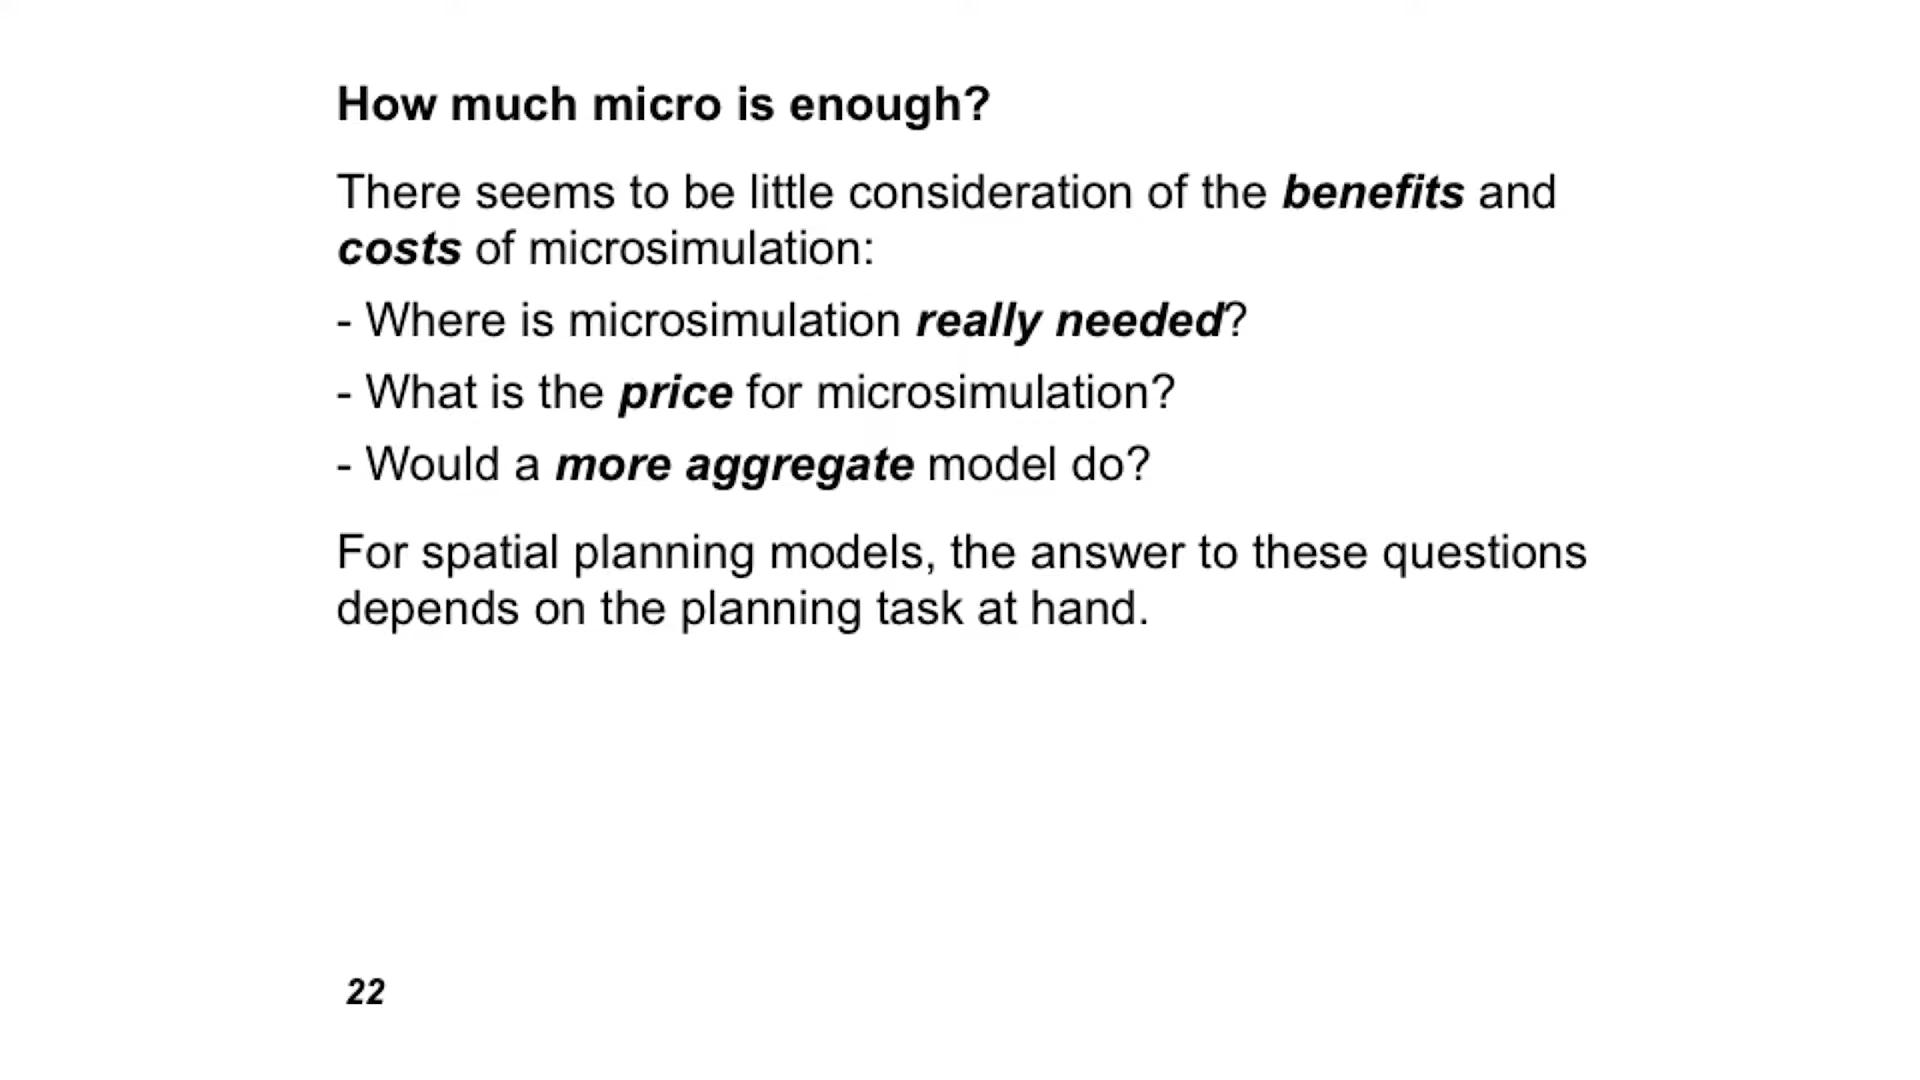 How much micro is enough?
There seems to be little consideration of the benefits and
costs of microsimulation:
- Where is microsimulation really needed?
- What is the price for microsimulation?
- Would a more aggregate model do?
For spatial planning models, the answer to these questions
depends on the planning task at hand.
22